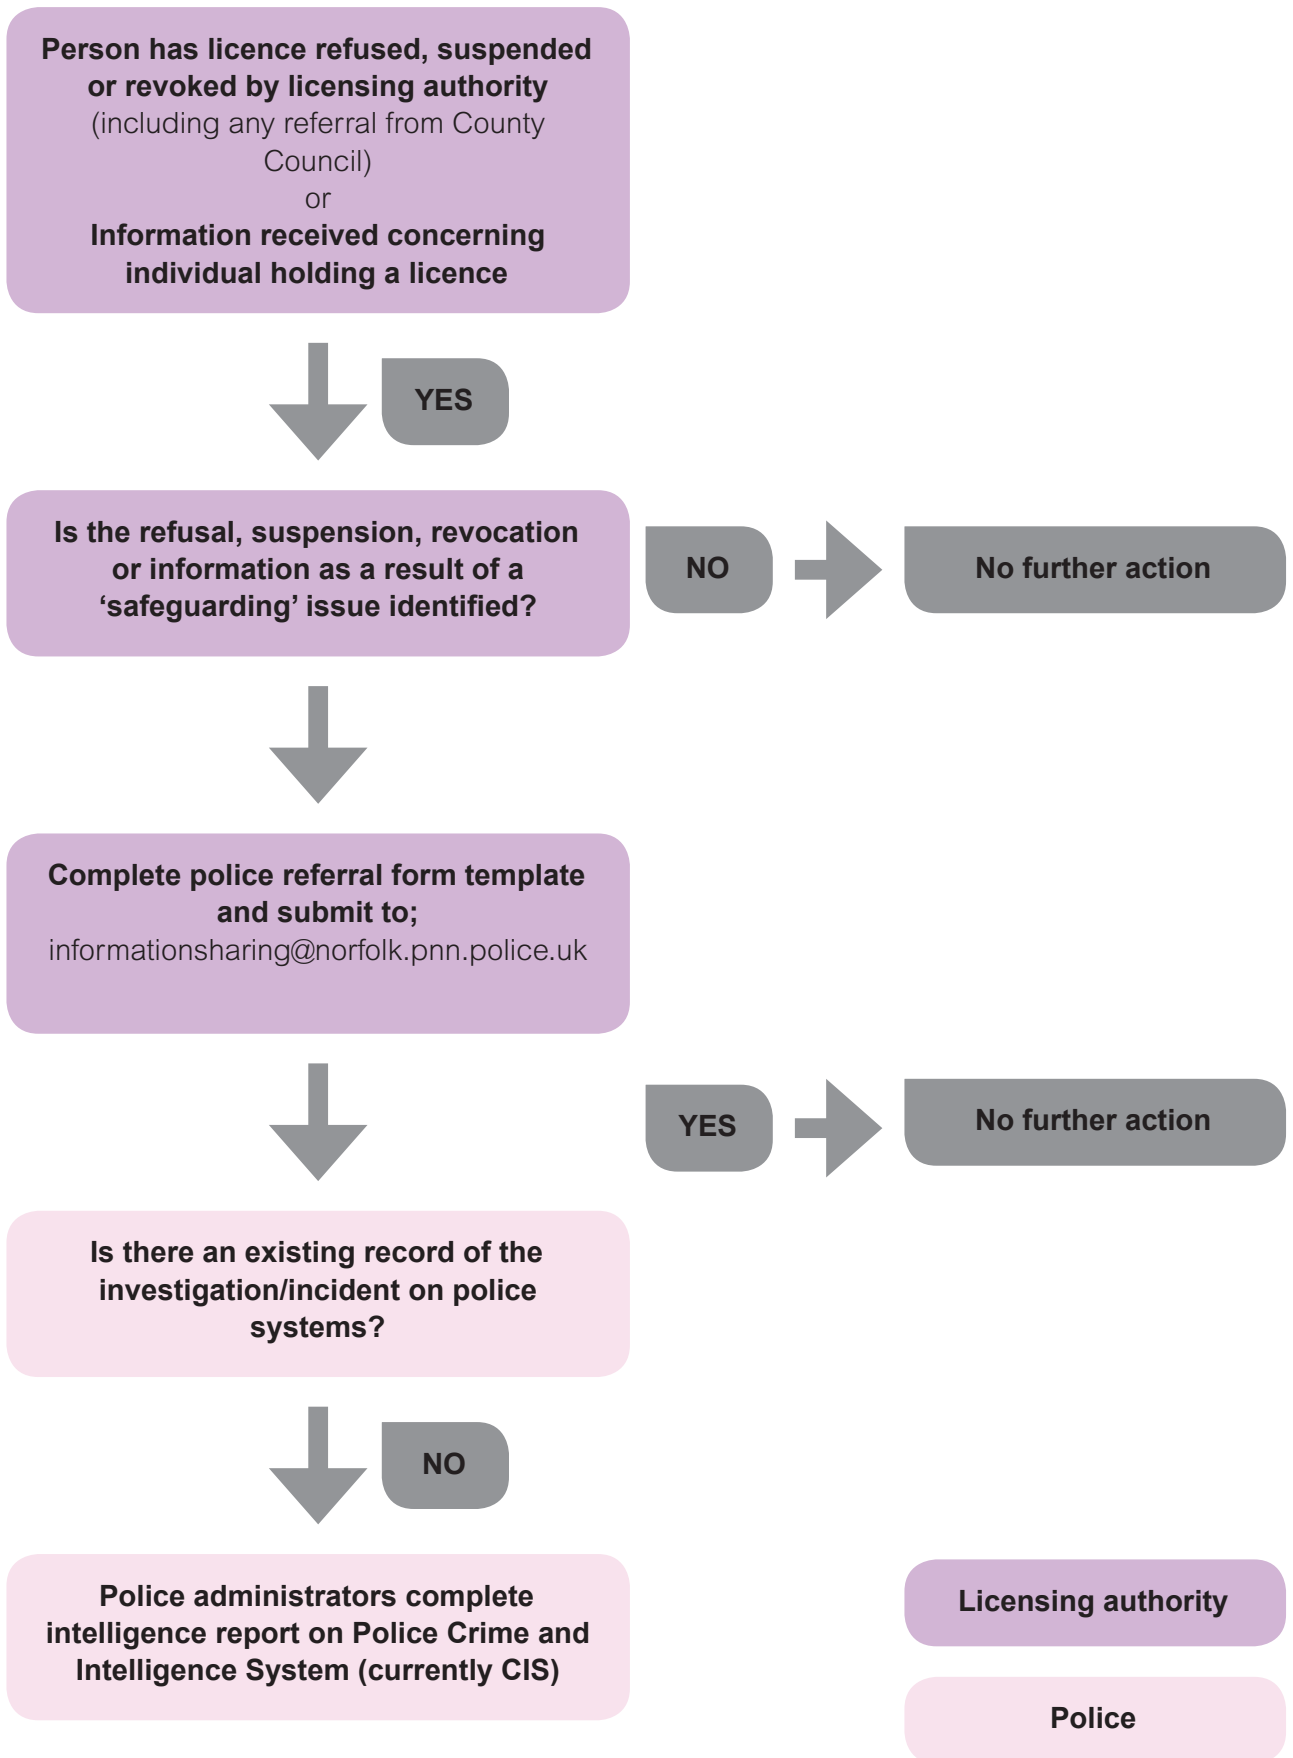 Person has licence refused, suspended
or revoked by licensing authority
(including any referral from County
Council)
or
Information received concerning
individual holding a licence
YES
Is the refusal, suspension, revocation
or information as a result of a
‘safeguarding’ issue identified?
NO
No further action
Complete police referral form template
and submit to;
informationsharing@norfolk.pnn.police.uk
YES
No further action
Is there an existing record of the
investigation/incident on police
systems?
NO
Police administrators complete
intelligence report on Police Crime and
Intelligence System (currently CIS)
Licensing authority
Police